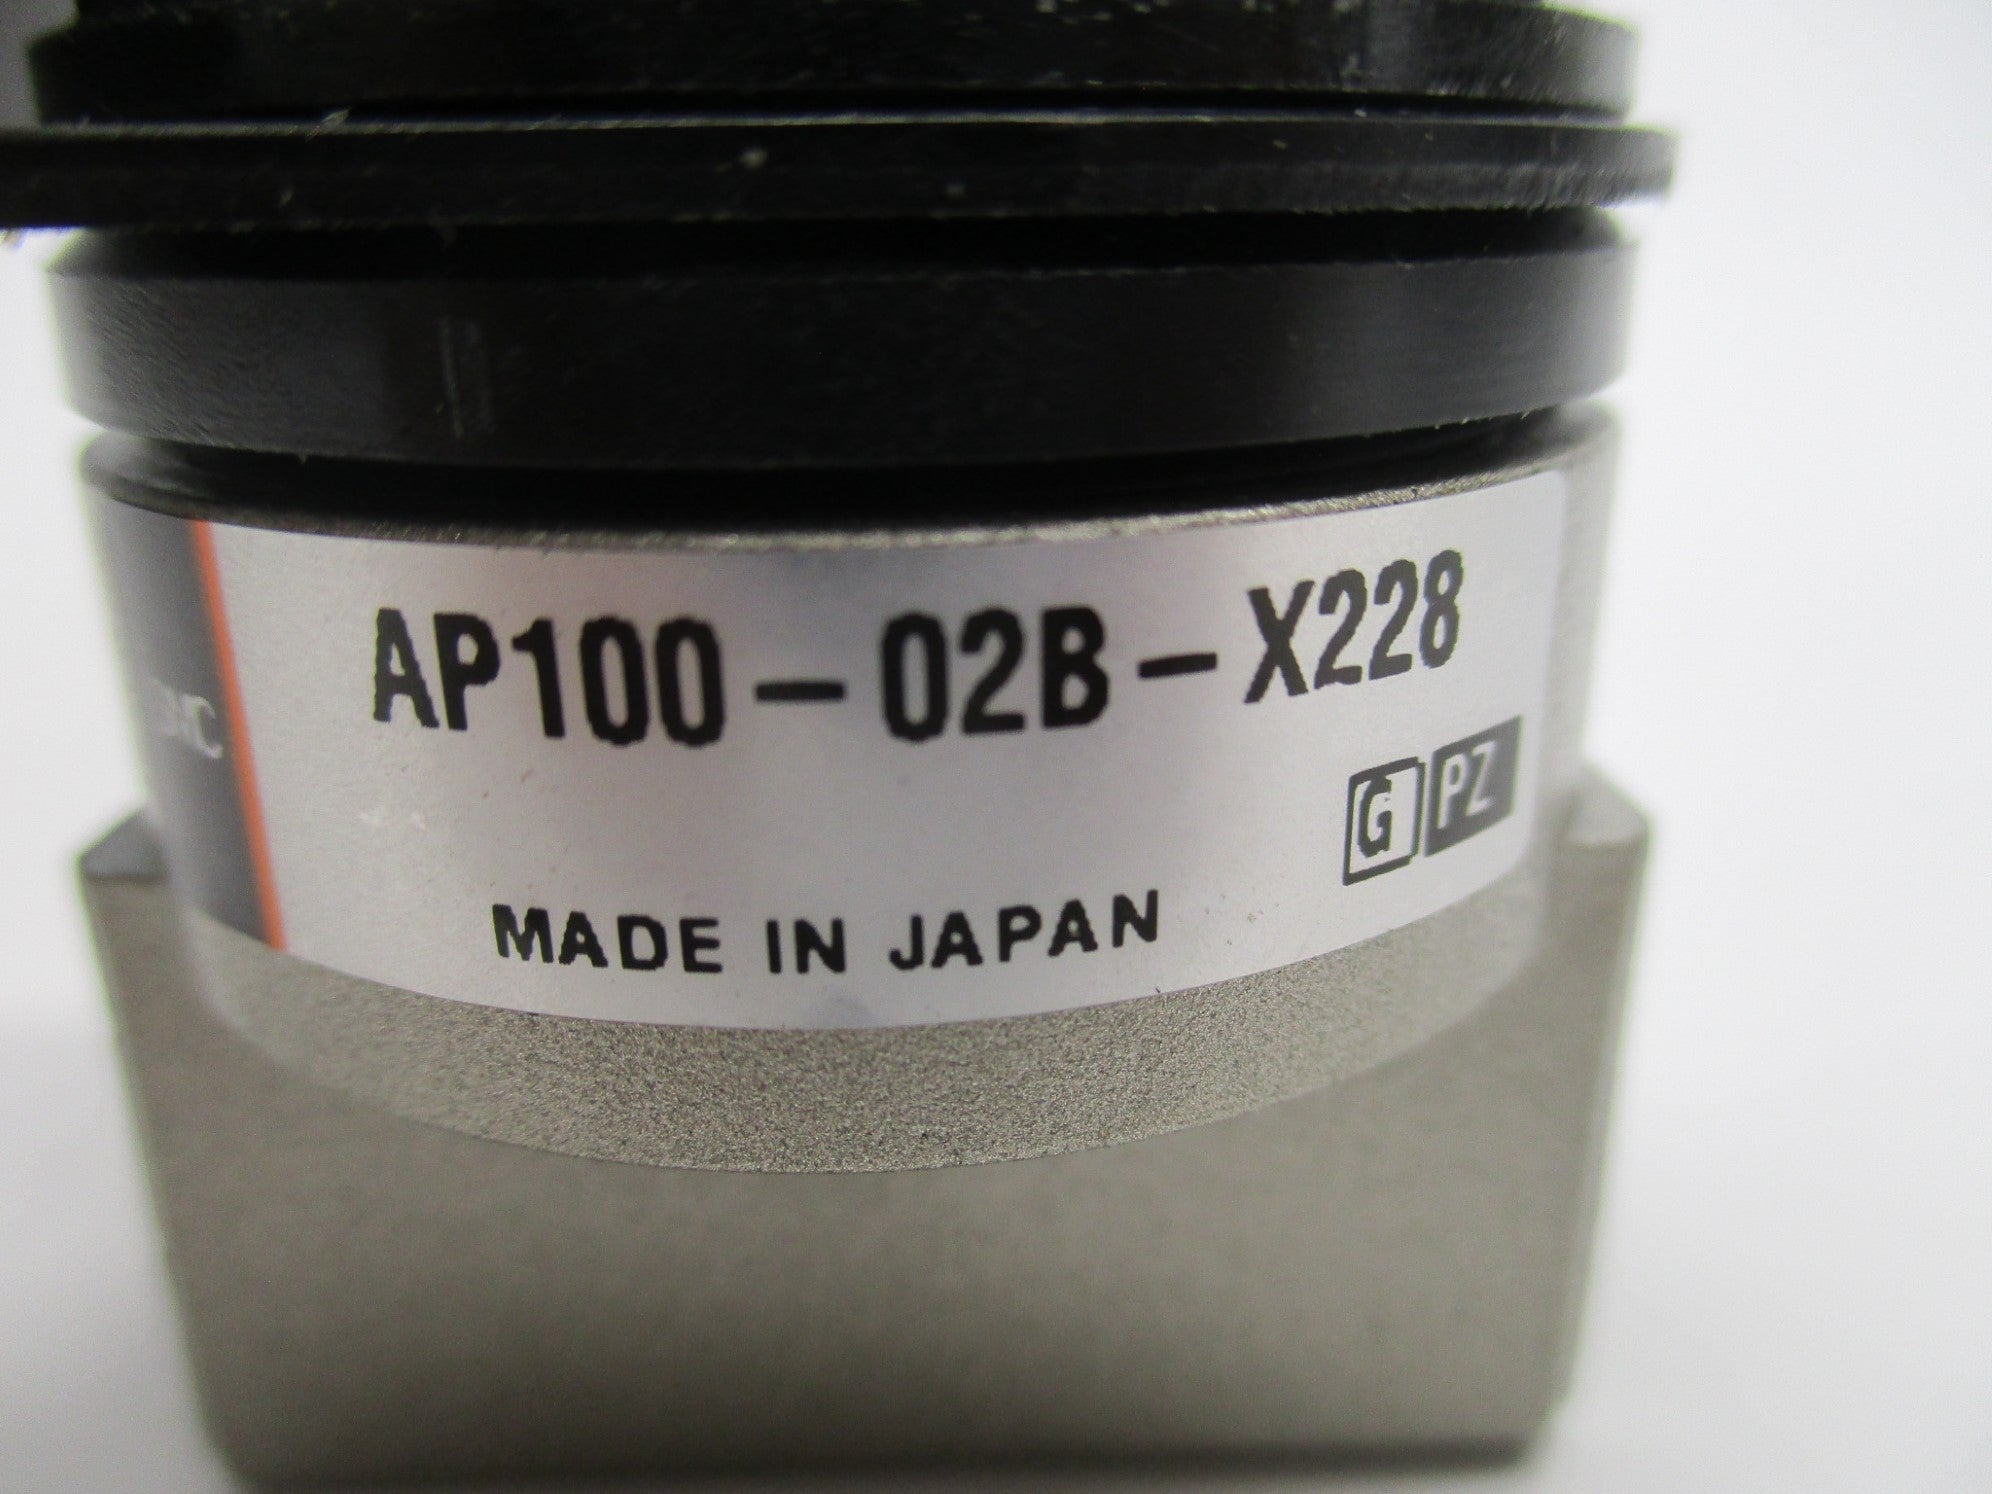 AP100-02B-X228
G PZ
MADE IN JAPAN